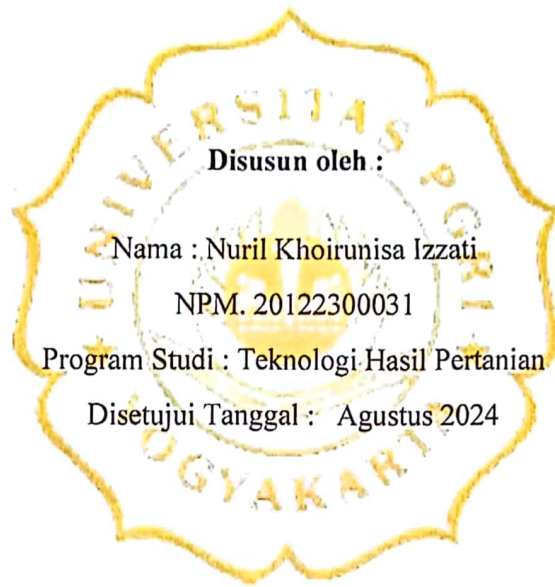 UNIVERSITAS PGRI
Disusun oleh :
Nama : Nuril Khoirunisa Izzati
NPM. 20122300031
Program Studi : Teknologi Hasil Pertanian
Disetujui Tanggal : Agustus 2024
YOGYAKARTA